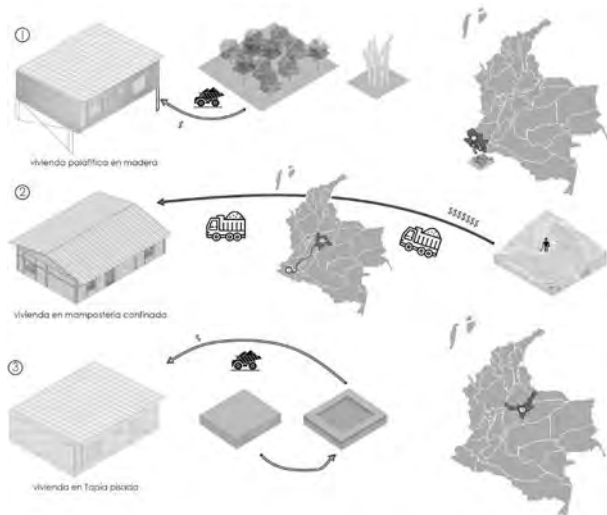 ①
$
vivienda palafítica en madera
②
$$$$$$$
vivienda en mampostería confinada
③
$
vivienda en Tapia pisada